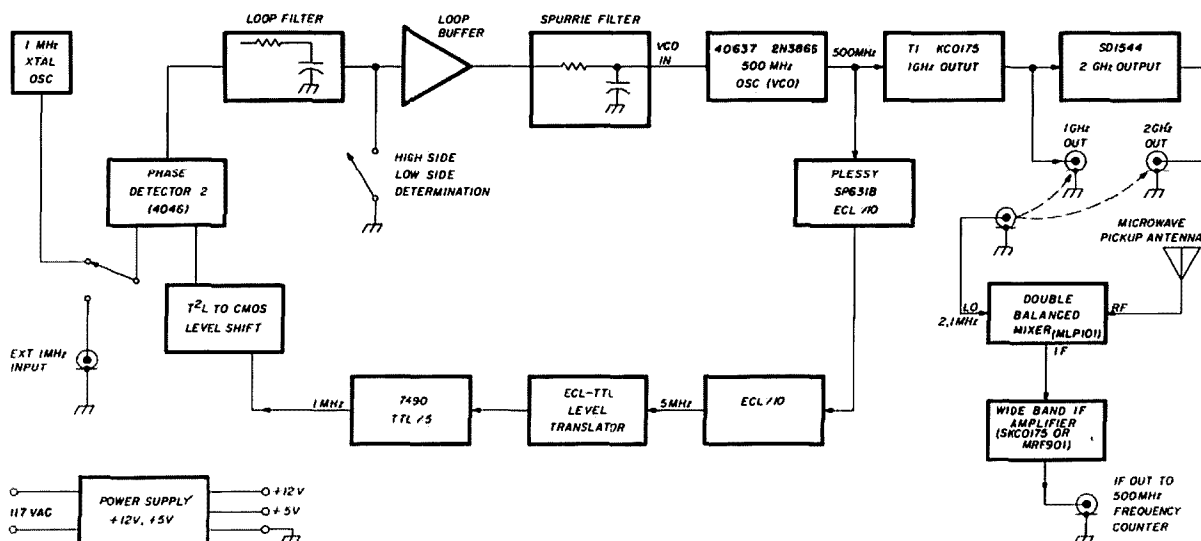 1 MHz
XTAL
OSC
LOOP FILTER
LOOP
BUFFER
SPURRIE FILTER
VCO
IN
40637 2N3866
500 MHz
OSC (VCO)
500MHz
TI KC0175
1GHz OUTUT
SD1544
2 GHz OUTPUT
PHASE
DETECTOR 2
(4046)
HIGH SIDE
LOW SIDE
DETERMINATION
PLESSY
SP631B
ECL /10
1GHz
OUT
2GHz
OUT
MICROWAVE
PICKUP ANTENNA
T2L TO CMOS
LEVEL SHIFT
LO
2,1MHz
DOUBLE
BALANCED
MIXER (MLP101)
RF
IF
EXT 1MHz
INPUT
1MHz
7490
TTL /5
ECL-TTL
LEVEL
TRANSLATOR
5MHz
ECL/10
WIDE BAND IF
AMPLIFIER
(SKC0175 OR
MRF901)
117 VAC
POWER SUPPLY
+12V, +5V
+12V
+5V
IF OUT TO
500MHz
FREQUENCY
COUNTER